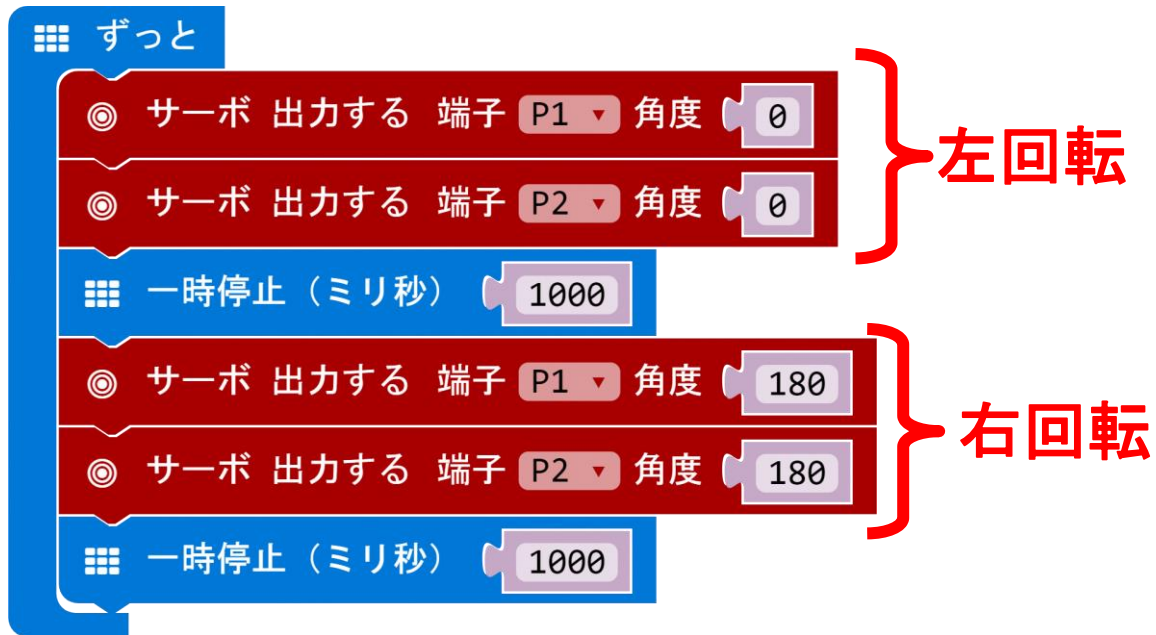 ずっと
サーボ 出力する 端子 P1 角度 0
サーボ 出力する 端子 P2 角度 0
左回転
一時停止（ミリ秒） 1000
サーボ 出力する 端子 P1 角度 180
サーボ 出力する 端子 P2 角度 180
右回転
一時停止（ミリ秒） 1000